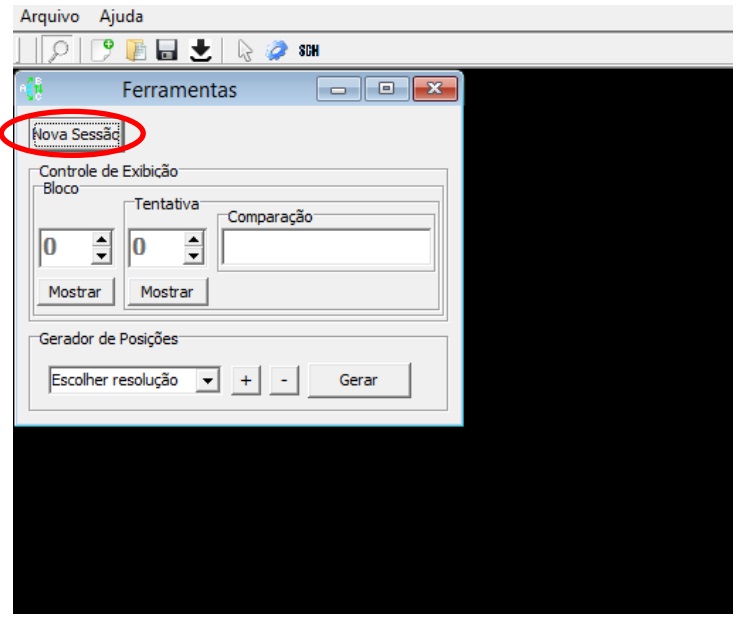 Arquivo Ajuda
SCH
Ferramentas
Nova Sessão
Controle de Exibição
Bloco
Tentativa
Comparação
0
0
Mostrar
Mostrar
Gerador de Posições
Escolher resolução
+
-
Gerar